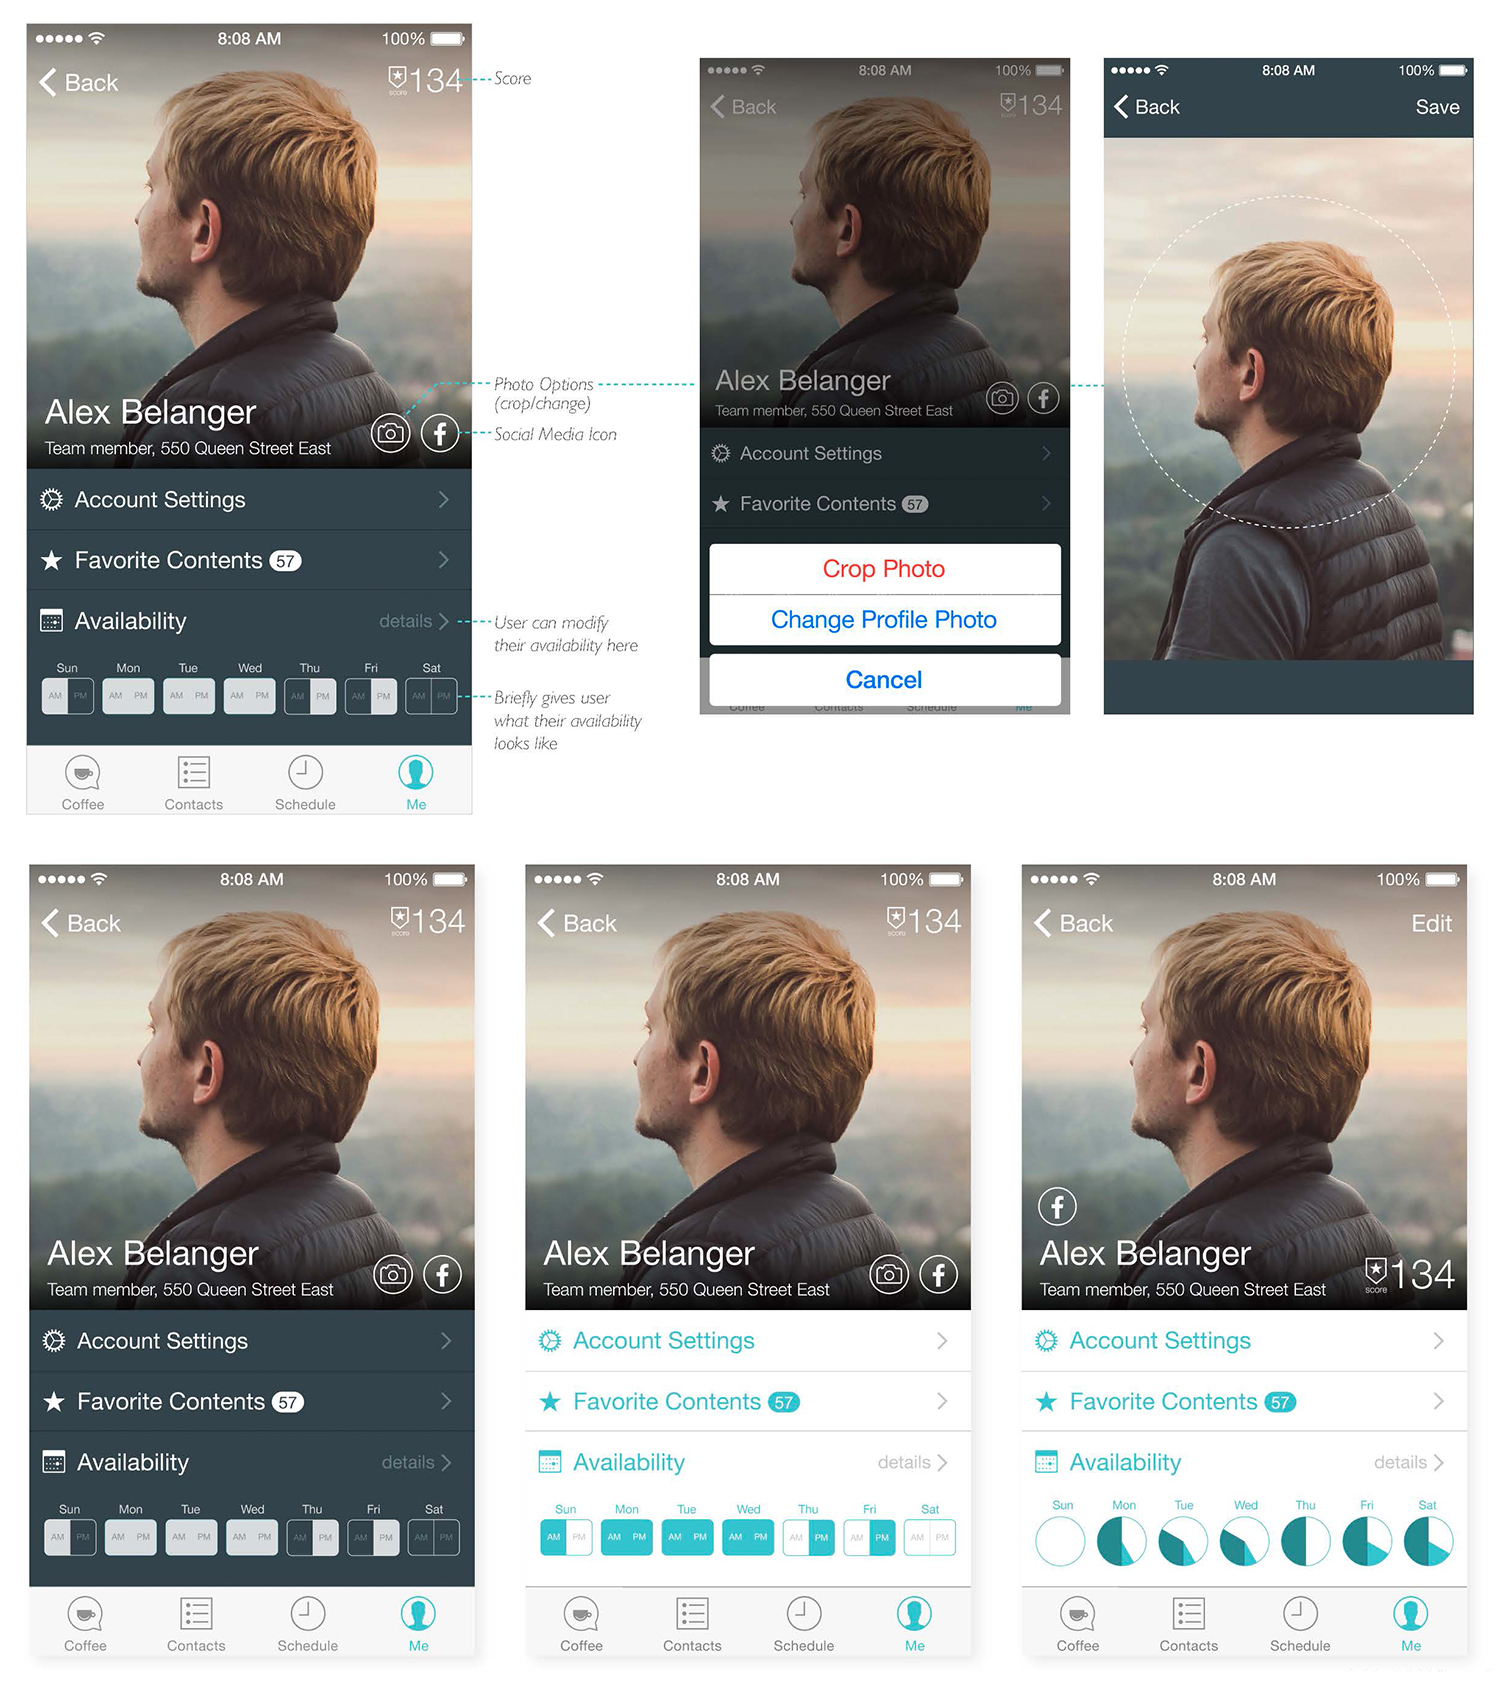 8:08 AM 100%
Back 134
score
Score
Alex Belanger
Team member, 550 Queen Street East
Photo Options
(crop/change)
Social Media Icon
Account Settings
Favorite Contents 57
Availability details
User can modify
their availability here
Sun Mon Tue Wed Thu Fri Sat
AM PM AM PM AM PM AM PM AM PM AM PM AM PM
Briefly gives user
what their availability
looks like
Coffee Contacts Schedule Me
8:08 AM 100%
Back 134
score
Alex Belanger
Team member, 550 Queen Street East
Account Settings
Favorite Contents 57
Crop Photo
Change Profile Photo
Cancel
Coffee Contacts Schedule Me
8:08 AM 100%
Back Save
8:08 AM 100%
Back 134
score
Alex Belanger
Team member, 550 Queen Street East
Account Settings
Favorite Contents 57
Availability details
Sun Mon Tue Wed Thu Fri Sat
AM PM AM PM AM PM AM PM AM PM AM PM AM PM
Coffee Contacts Schedule Me
8:08 AM 100%
Back 134
score
Alex Belanger
Team member, 550 Queen Street East
Account Settings
Favorite Contents 57
Availability details
Sun Mon Tue Wed Thu Fri Sat
AM PM AM PM AM PM AM PM AM PM AM PM AM PM
Coffee Contacts Schedule Me
8:08 AM 100%
Back Edit
Alex Belanger
Team member, 550 Queen Street East
134
score
Account Settings
Favorite Contents 57
Availability details
Sun Mon Tue Wed Thu Fri Sat
Coffee Contacts Schedule Me